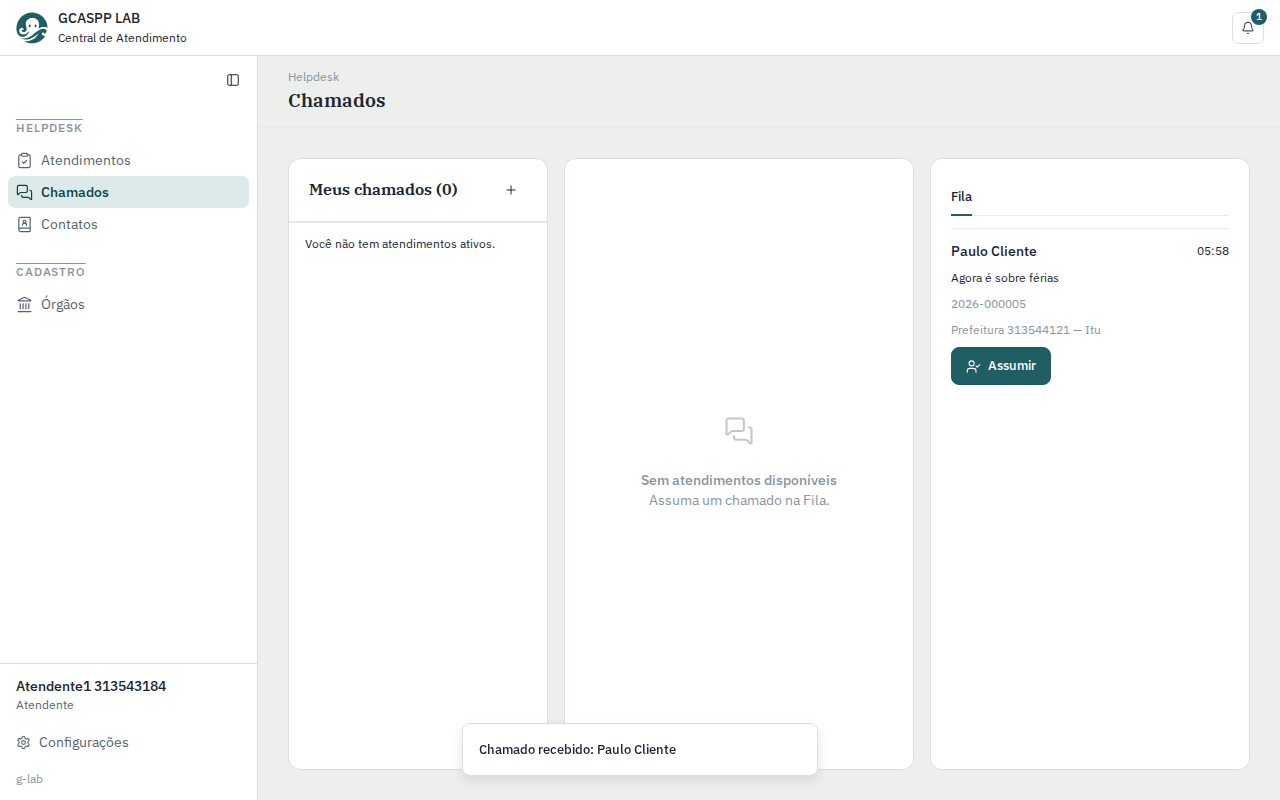 GCASPP LAB
Central de Atendimento
1
HELPDESK
Atendimentos
Chamados
Contatos
CADASTRO
Órgãos
Atendente1 313543184
Atendente
Configurações
g-lab
Helpdesk
Chamados
Meus chamados (0)
Você não tem atendimentos ativos.
Sem atendimentos disponíveis
Assuma um chamado na Fila.
Fila
Paulo Cliente 05:58
Agora é sobre férias
2026-000005
Prefeitura 313544121 — Itu
Assumir
Chamado recebido: Paulo Cliente